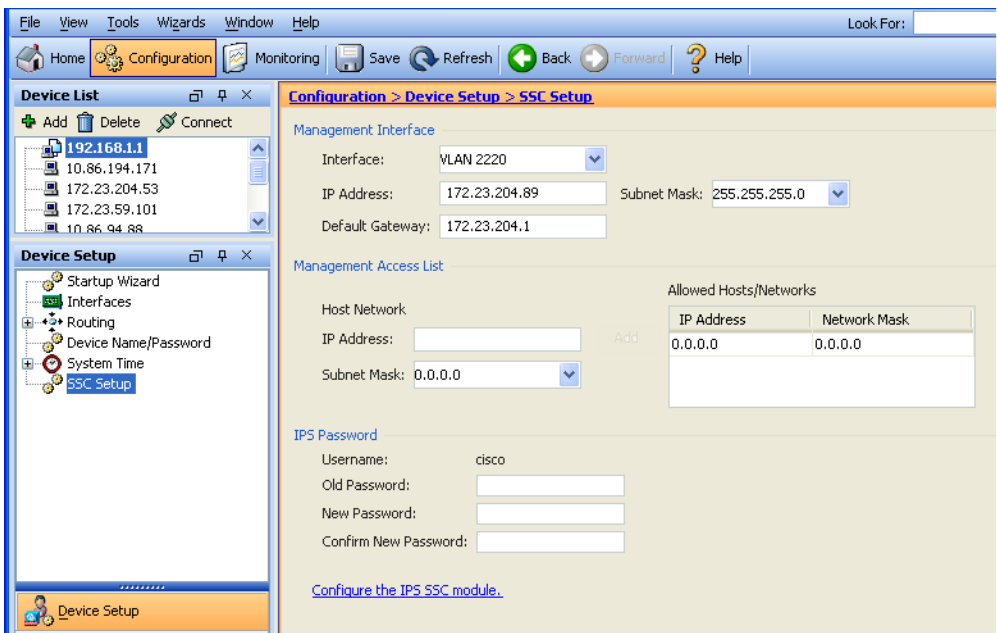 File View Tools Wizards Window Help Look For:
Home Configuration Monitoring Save Refresh Back Forward Help
Device List
Add Delete Connect
192.168.1.1
10.86.194.171
172.23.204.53
172.23.59.101
10.86.94.88
Device Setup
Startup Wizard
Interfaces
Routing
Device Name/Password
System Time
SSC Setup
Device Setup
Configuration > Device Setup > SSC Setup
Management Interface
Interface: VLAN 2220
IP Address: 172.23.204.89 Subnet Mask: 255.255.255.0
Default Gateway: 172.23.204.1
Management Access List
Host Network
IP Address: Add
Subnet Mask: 0.0.0.0
Allowed Hosts/Networks
IP Address Network Mask
0.0.0.0 0.0.0.0
IPS Password
Username: cisco
Old Password:
New Password:
Confirm New Password:
Configure the IPS SSC module.